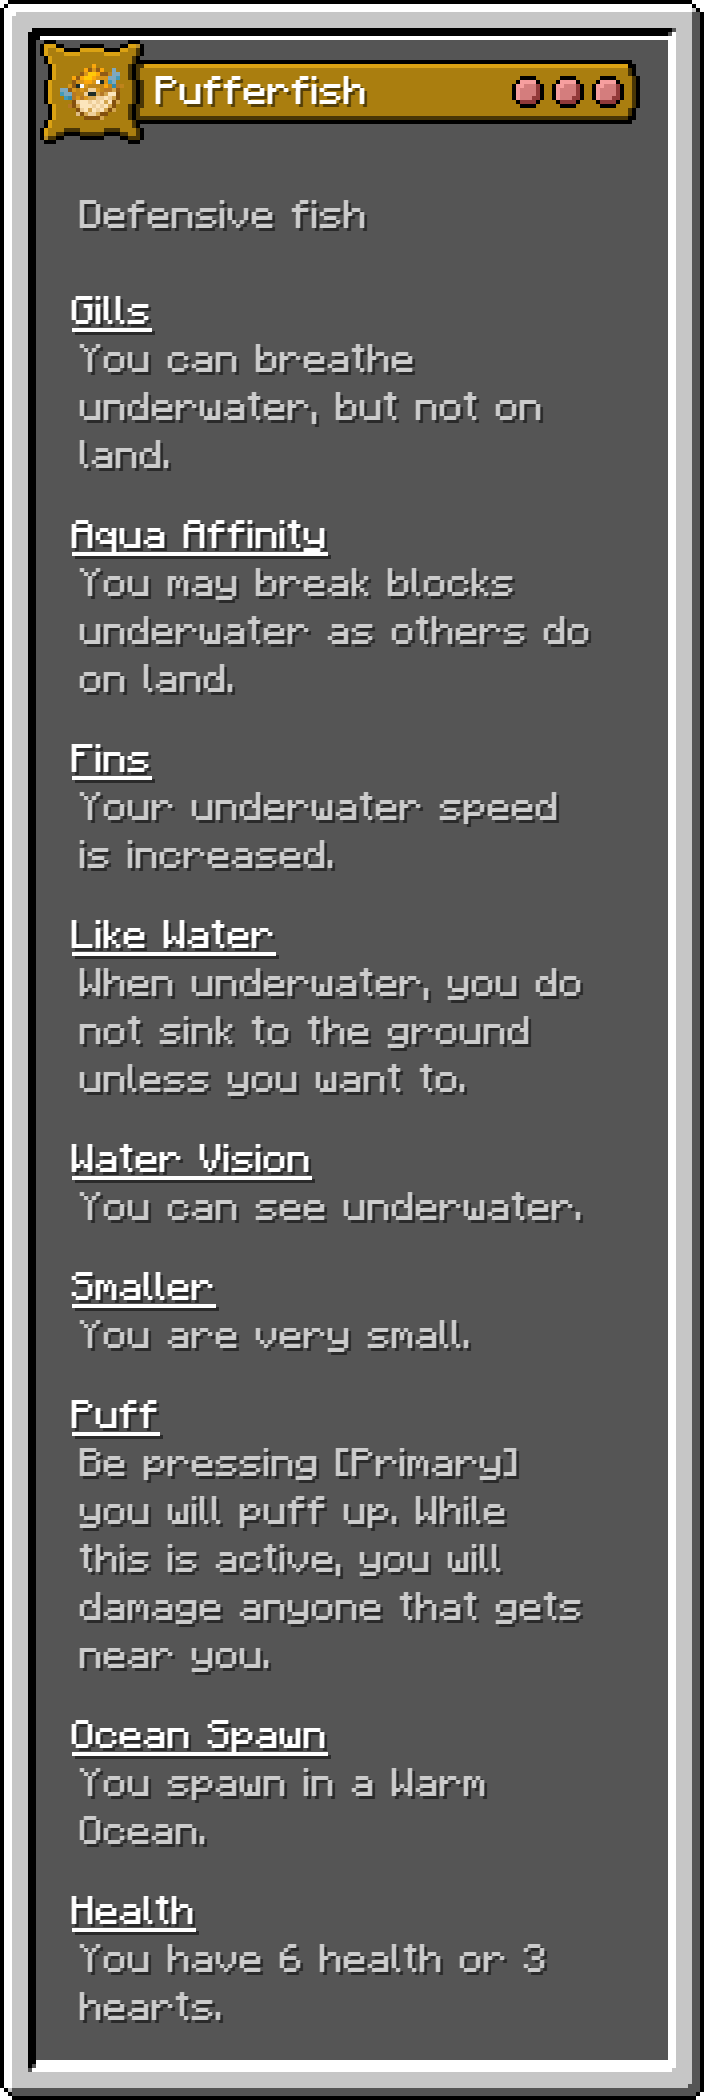 Pufferfish
Defensive fish
Gills
You can breathe
underwater, but not on
land.
Aqua Affinity
You may break blocks
underwater as others do
on land.
Fins
Your underwater speed
is increased.
Like Water
When underwater, you do
not sink to the ground
unless you want to.
Water Vision
You can see underwater.
Smaller
You are very small.
Puff
Be pressing [Primary]
you will puff up. While
this is active, you will
damage anyone that gets
near you.
Ocean Spawn
You spawn in a Warm
Ocean.
Health
You have 6 health or 3
hearts.